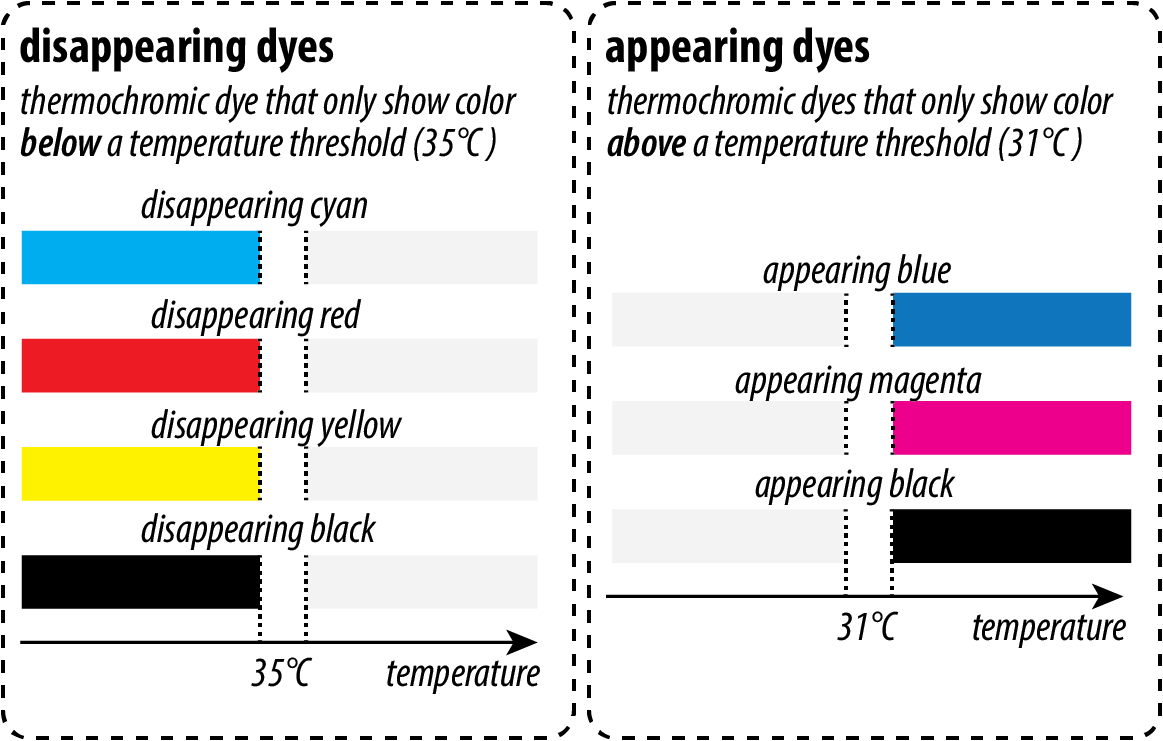 disappearing dyes
thermochromic dye that only show color
below a temperature threshold (35°C )
disappearing cyan
disappearing red
disappearing yellow
disappearing black
35°C
temperature
appearing dyes
thermochromic dyes that only show color
above a temperature threshold (31°C )
appearing blue
appearing magenta
appearing black
31°C
temperature